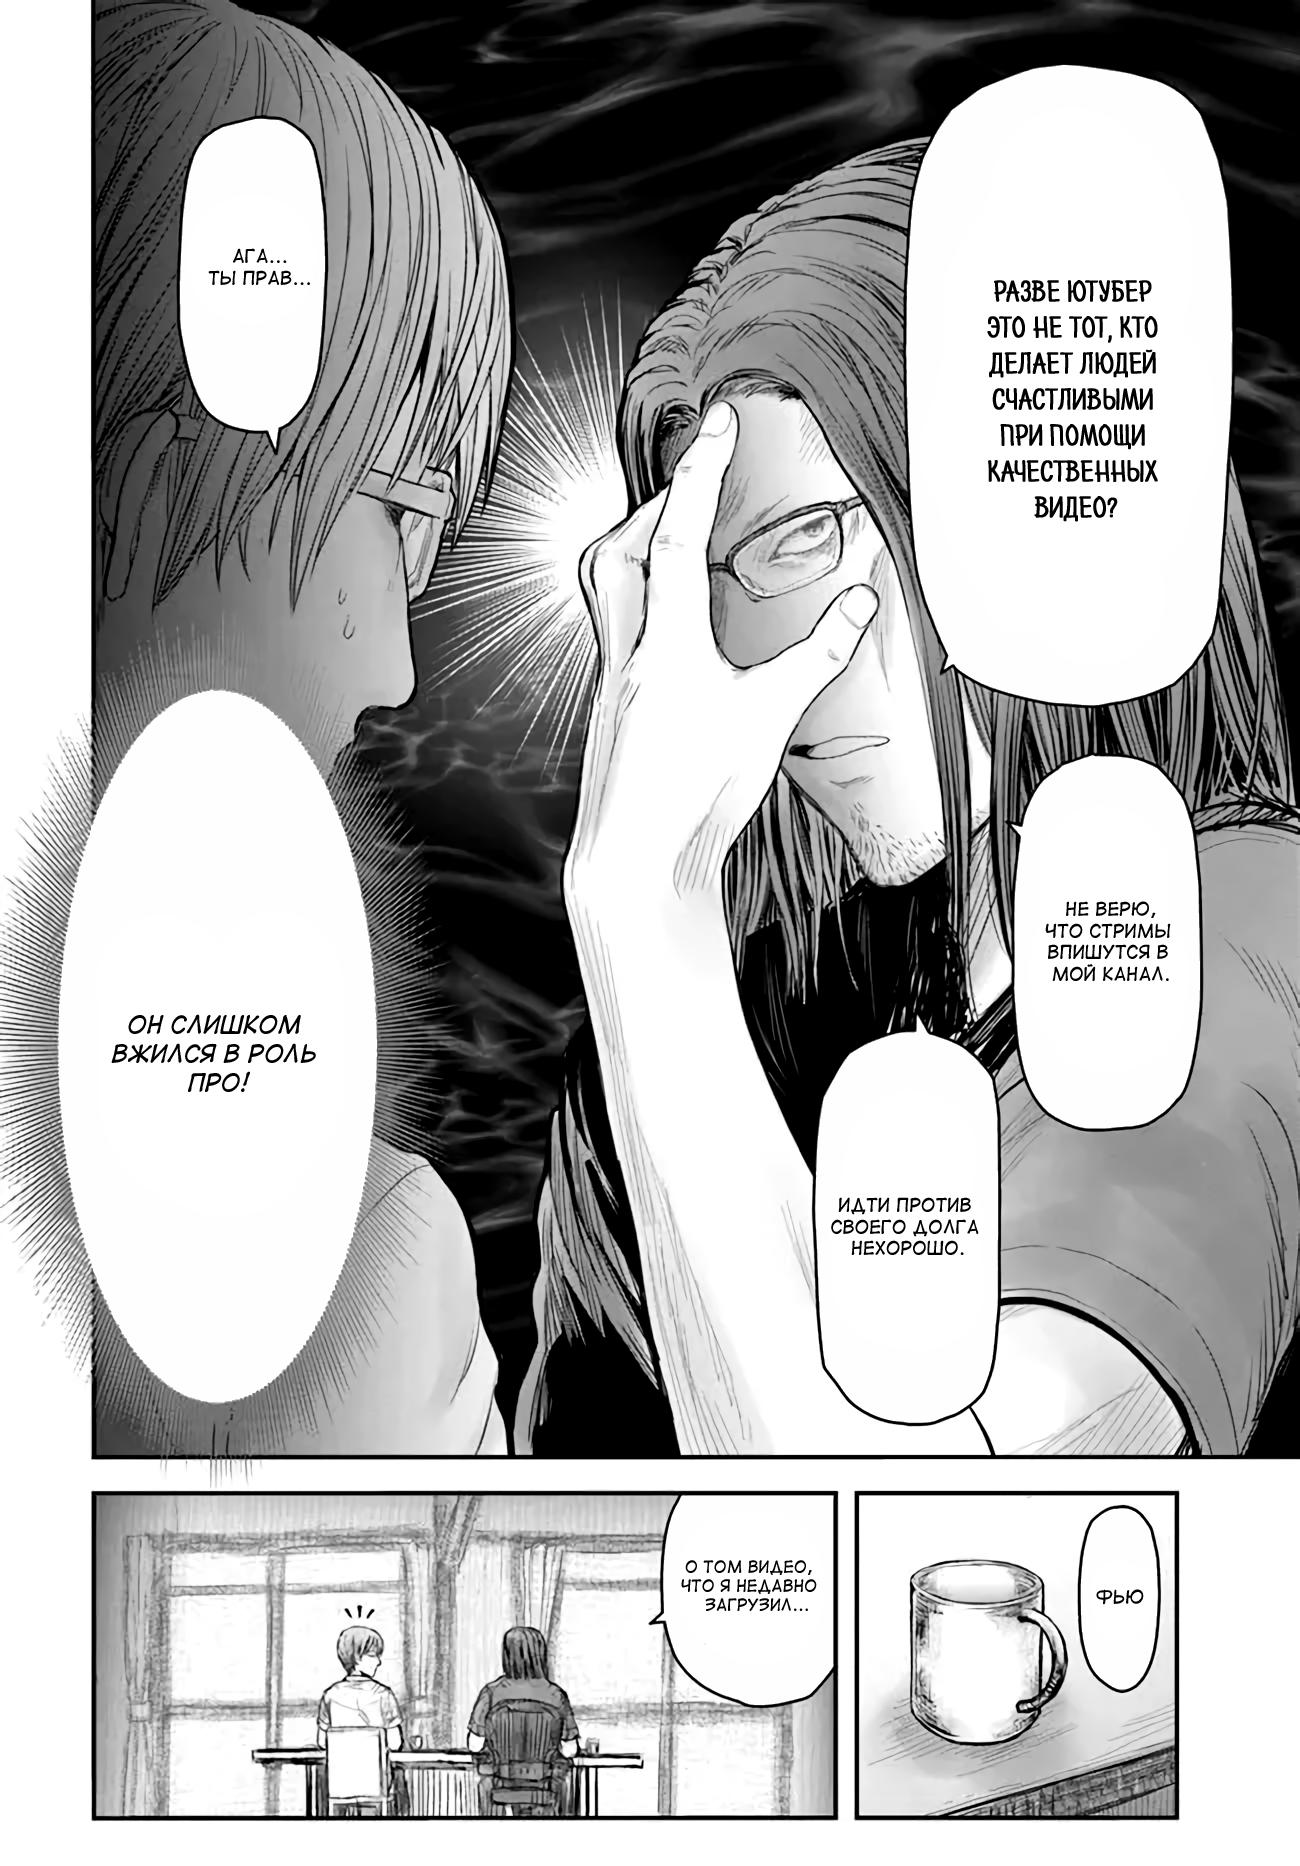 РАЗВЕ ЮТУБЕР
ЭТО НЕ ТОТ, КТО
ДЕЛАЕТ ЛЮДЕЙ
СЧАСТЛИВЫМИ
ПРИ ПОМОЩИ
КАЧЕСТВЕННЫХ
ВИДЕО?
НЕ ВЕРЮ,
ЧТО СТРИМЫ
ВПИШУТСЯ В
МОЙ КАНАЛ.
ИДТИ ПРОТИВ
СВОЕГО ДОЛГА
НЕХОРОШО.
АГА...
ТЫ ПРАВ...
ОН СЛИШКОМ
ВЖИЛСЯ В РОЛЬ
ПРО!
ФЬЮ
О ТОМ ВИДЕО,
ЧТО Я НЕДАВНО
ЗАГРУЗИЛ...